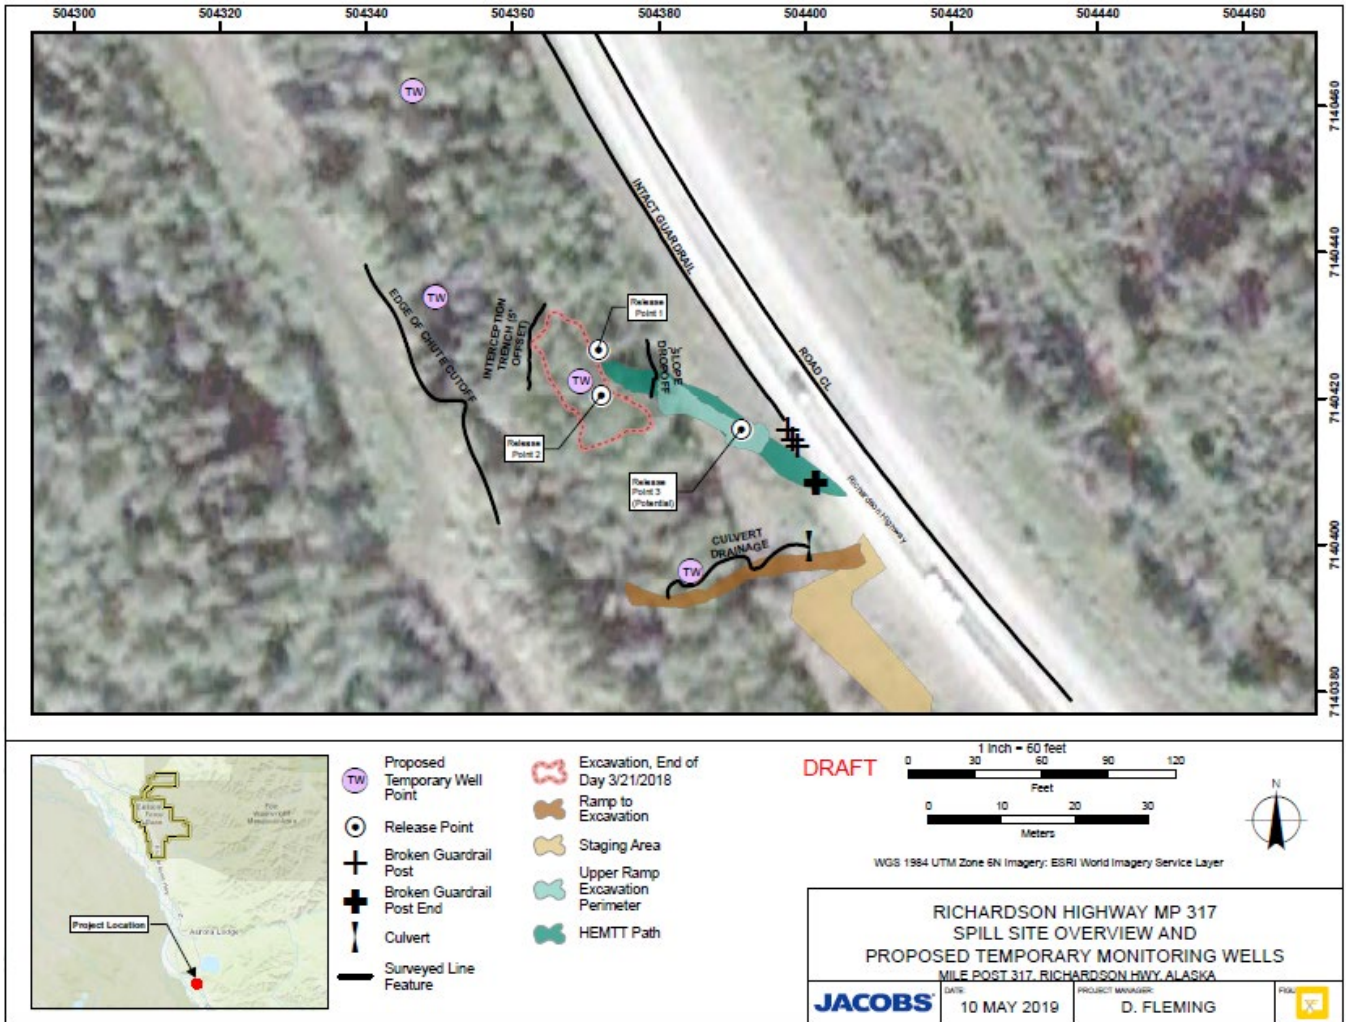 504300
504320
504340
504360
504380
504400
504420
504440
504460
7140460
7140440
7140420
7140400
7140380
TW
TW
TW
TW
INTACT GUARDRAIL
ROAD CL
EDGE OF CHUTE CUTOFF
INTERCEPTION
TRENCH (5'
OFFSET)
SLOPE
DROPOFF
Release
Point 1
Release
Point 2
Release
Point 3
(Potential)
Richardson Highway
CULVERT
DRAINAGE
Project Location
Aurora Lodge
TW
Proposed
Temporary Well
Point
Release Point
Broken Guardrail
Post
Broken Guardrail
Post End
Culvert
Surveyed Line
Feature
Excavation, End of
Day 3/21/2018
Ramp to
Excavation
Staging Area
Upper Ramp
Excavation
Perimeter
HEMTT Path
DRAFT
1 Inch = 60 feet
0 30 60 90 120
Feet
0 10 20 30
Meters
N
WGS 1984 UTM Zone 6N Imagery: ESRI World Imagery Service Layer
RICHARDSON HIGHWAY MP 317
SPILL SITE OVERVIEW AND
PROPOSED TEMPORARY MONITORING WELLS
MILE POST 317, RICHARDSON HWY, ALASKA
JACOBS
DATE:
10 MAY 2019
PROJECT MANAGER:
D. FLEMING